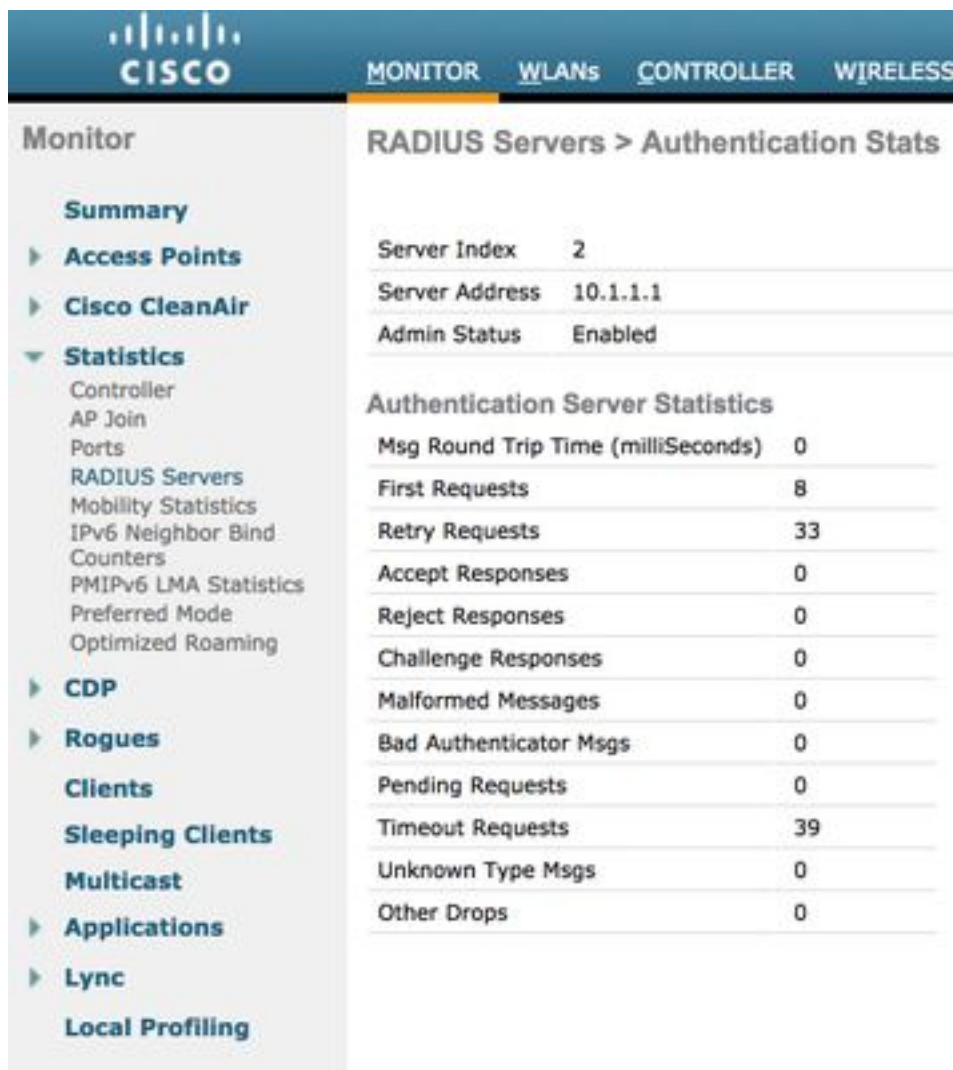 CISCO
MONITOR WLANs CONTROLLER WIRELESS
Monitor
Summary
Access Points
Cisco CleanAir
Statistics
Controller
AP Join
Ports
RADIUS Servers
Mobility Statistics
IPv6 Neighbor Bind
Counters
PMIPv6 LMA Statistics
Preferred Mode
Optimized Roaming
CDP
Rogues
Clients
Sleeping Clients
Multicast
Applications
Lync
Local Profiling
RADIUS Servers > Authentication Stats
Server Index 2
Server Address 10.1.1.1
Admin Status Enabled
Authentication Server Statistics
Msg Round Trip Time (milliSeconds) 0
First Requests 8
Retry Requests 33
Accept Responses 0
Reject Responses 0
Challenge Responses 0
Malformed Messages 0
Bad Authenticator Msgs 0
Pending Requests 0
Timeout Requests 39
Unknown Type Msgs 0
Other Drops 0